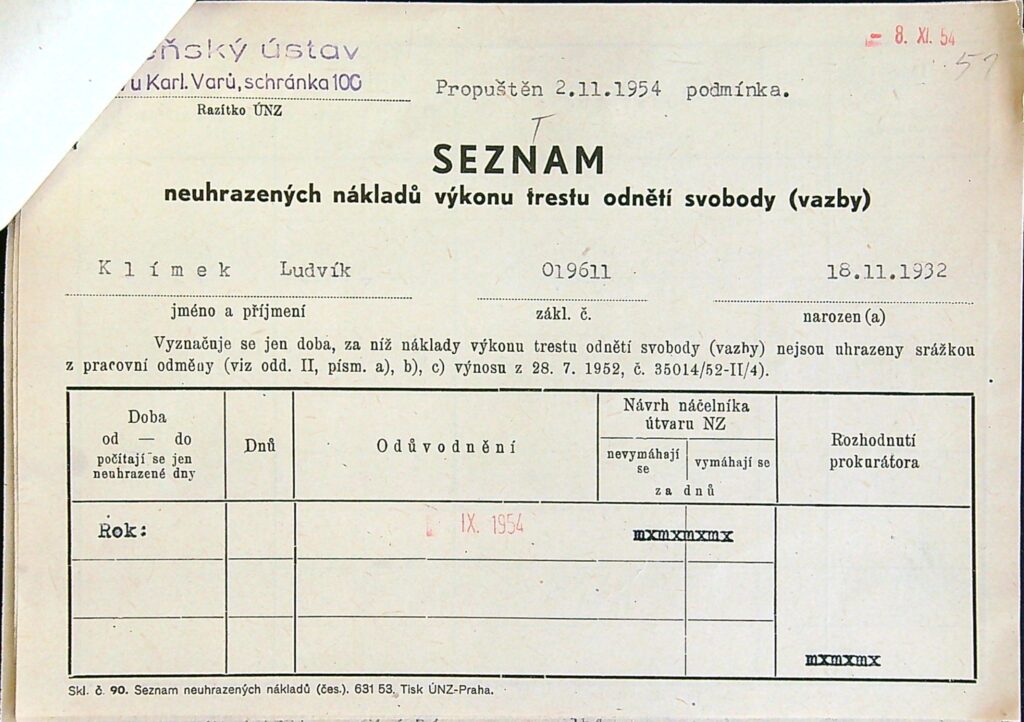 eňský ústav
u Karl. Varů, schránka 100
Razítko ÚNZ
Propuštěn 2.11.1954 podmínka.
- 8. XI. 54
T
SEZNAM
neuhrazených nákladů výkonu trestu odnětí svobody (vazby)
Klímek Ludvík 019611 18.11.1932
jméno a příjmení zákl. č. narozen (a)
Vyznačuje se jen doba, za níž náklady výkonu trestu odnětí svobody (vazby) nejsou uhrazeny srážkou
z pracovní odměny (viz odd. II, písm. a), b), c) výnosu z 28. 7. 1952, č. 35014/52-II/4).
Doba
od — do
počítají se jen
neuhrazené dny
Dnů
Odůvodnění
Návrh náčelníka
útvaru NZ
nevymáhají
se
vymáhají se
za dnů
Rozhodnutí
prokurátora
Rok:
IX. 1954
mxmxmxmx
mxmxmx
Skl. č. 90. Seznam neuhrazených nákladů (čes.). 631 53. Tisk ÚNZ-Praha.